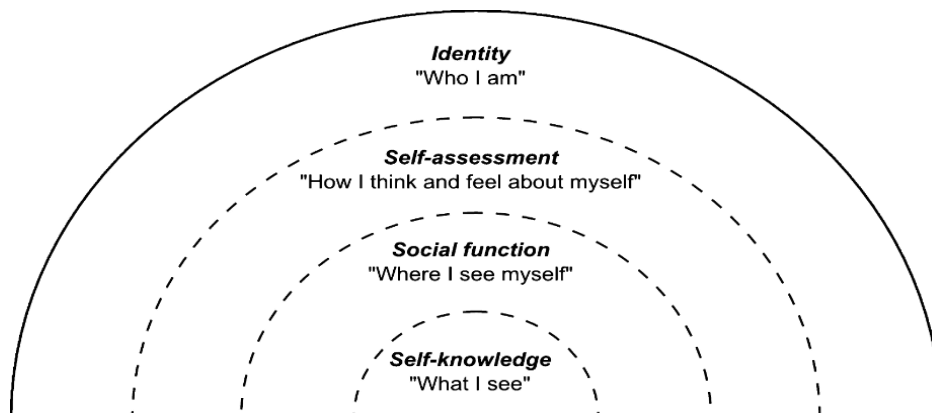 Identity
"Who I am"
Self-assessment
"How I think and feel about myself"
Social function
"Where I see myself"
Self-knowledge
"What I see"